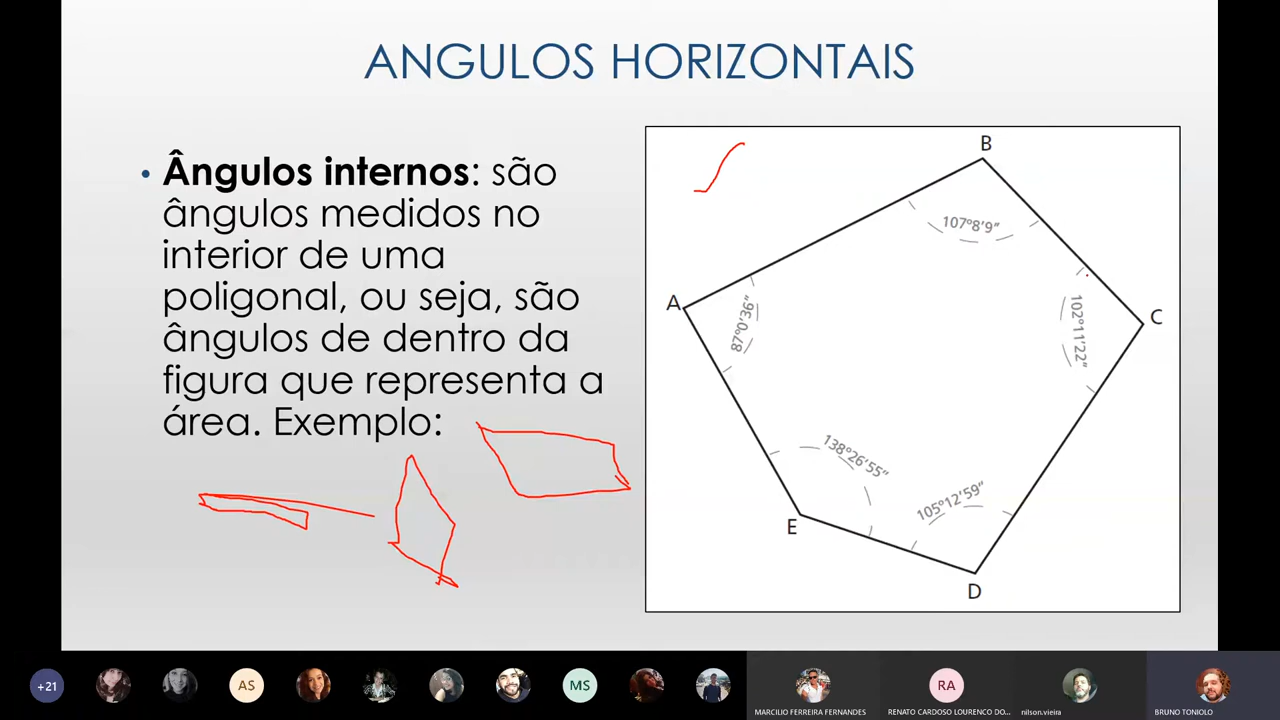 ANGULOS HORIZONTAIS
• Ângulos internos: são
ângulos medidos no
interior de uma
poligonal, ou seja, são
ângulos de dentro da
figura que representa a
área. Exemplo:
B
107°8'9"
A
87°0'36"
C
102°11'22"
138°26'55"
105°12'59"
E
D
+21
AS
MS
MARCILIO FERREIRA FERNANDES
RA
RENATO CARDOSO LOURENCO DO...
nilson.vieira
BRUNO TONIOLO